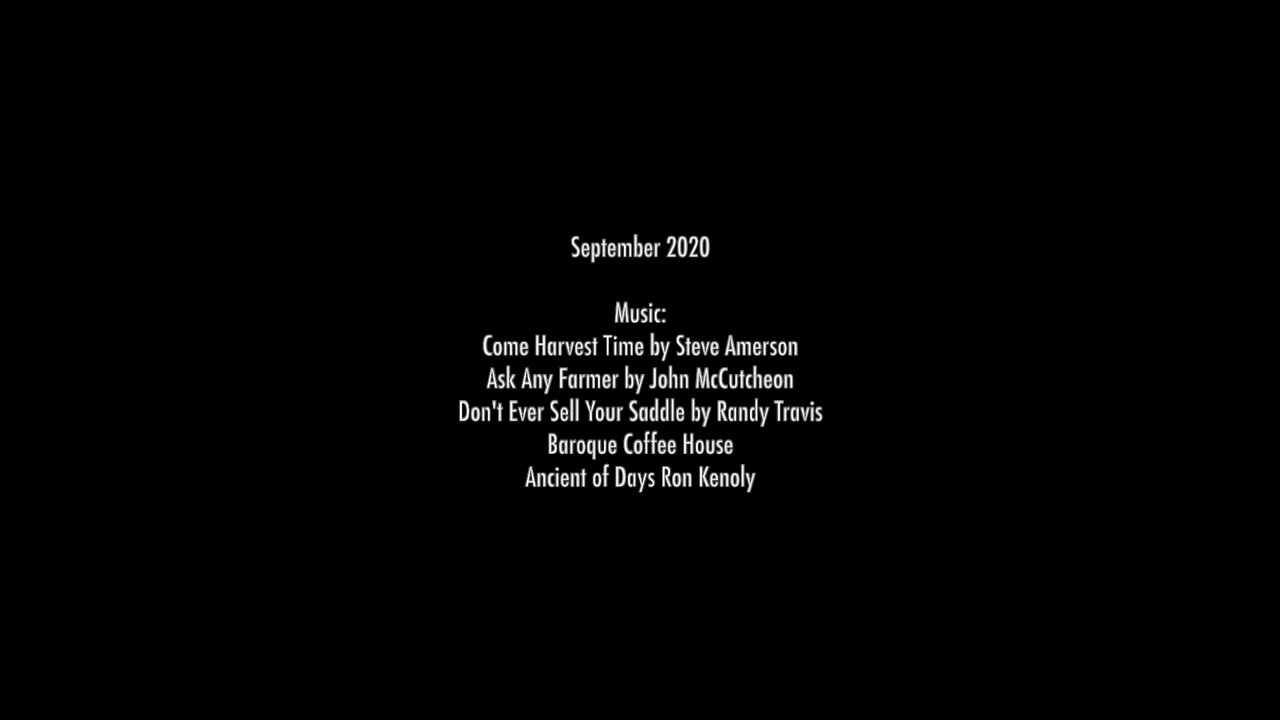 September 2020
Music:
Come Harvest Time by Steve Amerson
Ask Any Farmer by John McCutcheon
Don't Ever Sell Your Saddle by Randy Travis
Baroque Coffee House
Ancient of Days Ron Kenoly